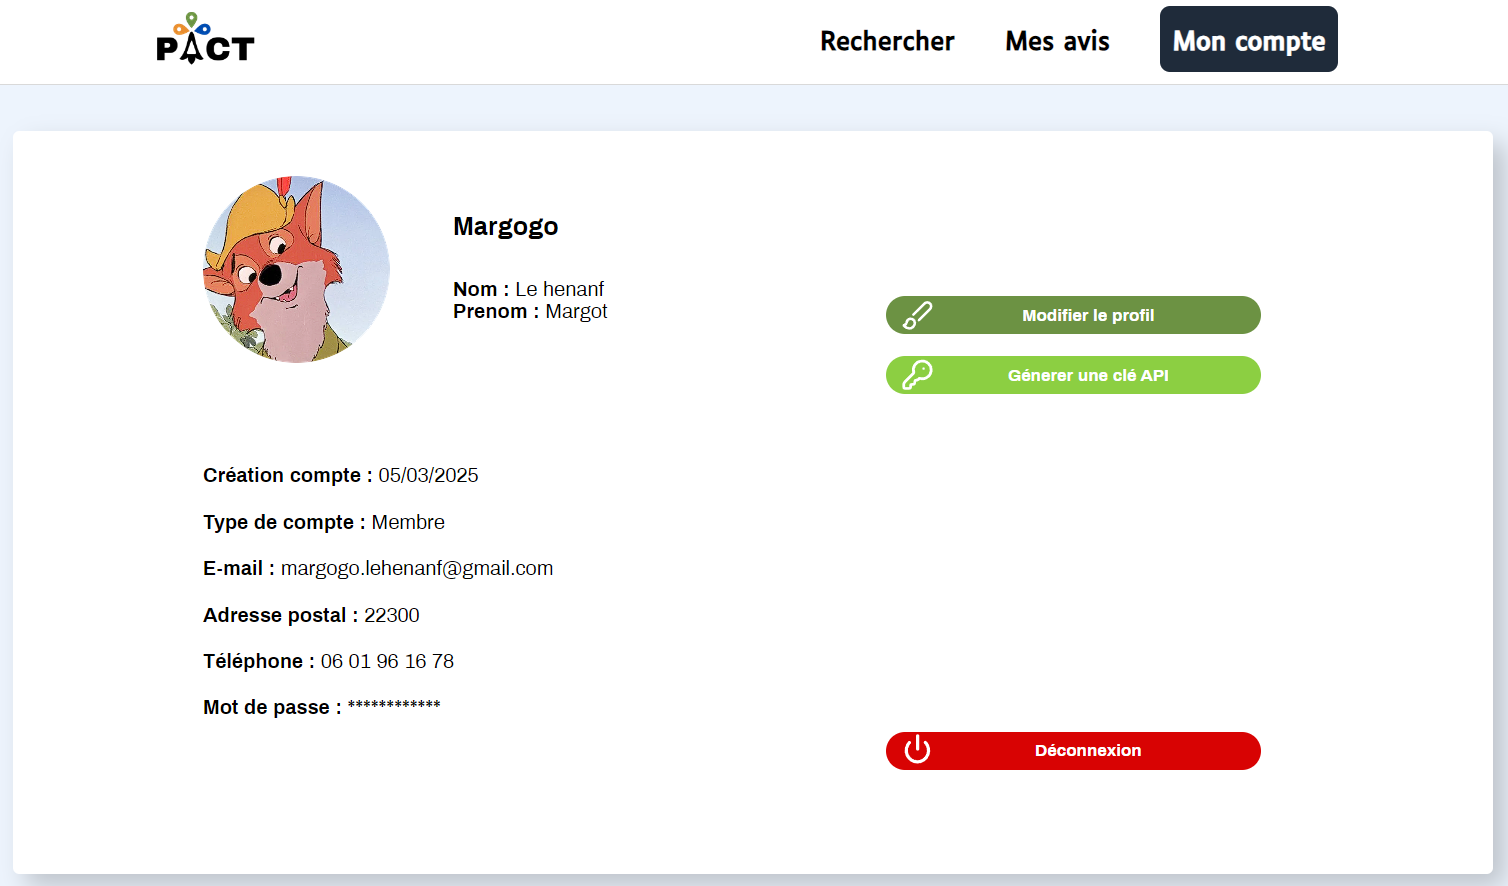 PACT
Rechercher
Mes avis
Mon compte
Margogo
Nom : Le henanf
Prenom : Margot
Modifier le profil
Génerer une clé API
Création compte : 05/03/2025
Type de compte : Membre
E-mail : margogo.lehenanf@gmail.com
Adresse postal : 22300
Téléphone : 06 01 96 16 78
Mot de passe : ************
Déconnexion